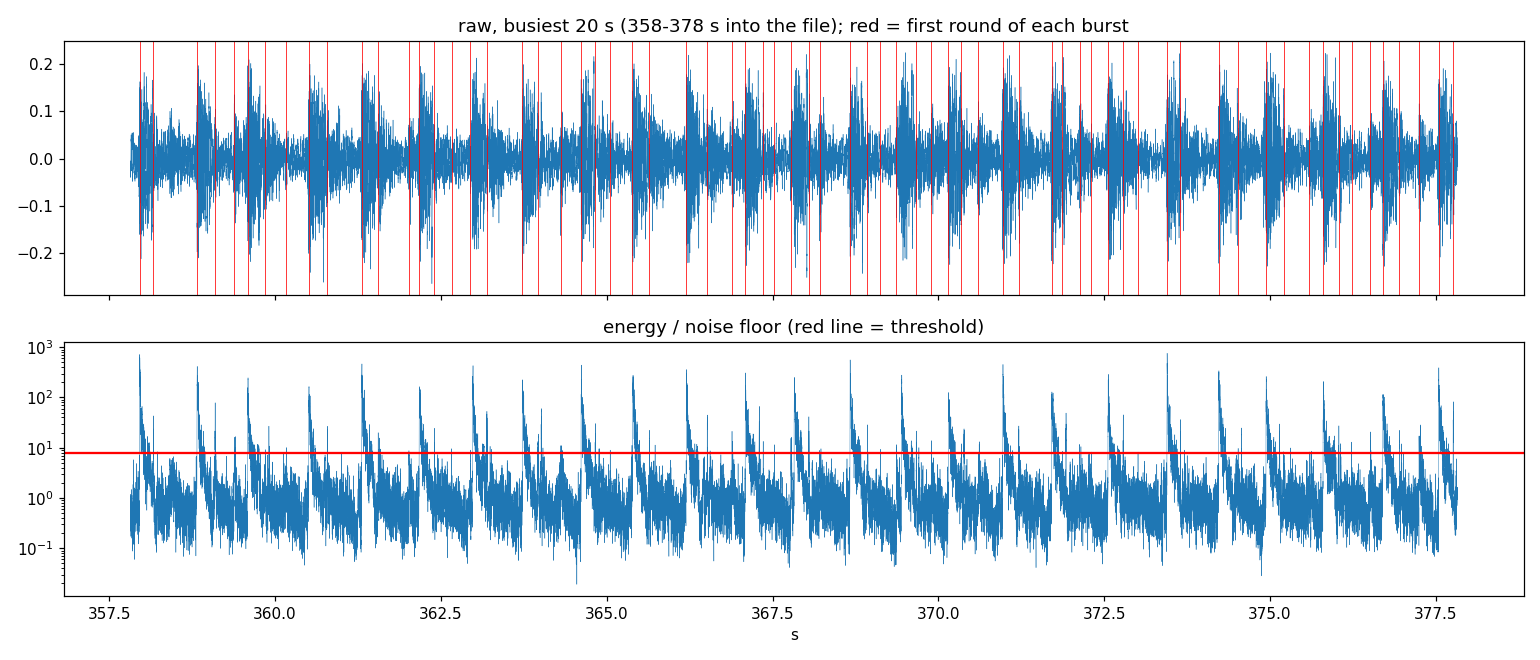 raw, busiest 20 s (358-378 s into the file); red = first round of each burst
0.2
0.1
0.0
−0.1
−0.2
energy / noise floor (red line = threshold)
10³
10²
10¹
10⁰
10⁻¹
357.5 360.0 362.5 365.0 367.5 370.0 372.5 375.0 377.5
s